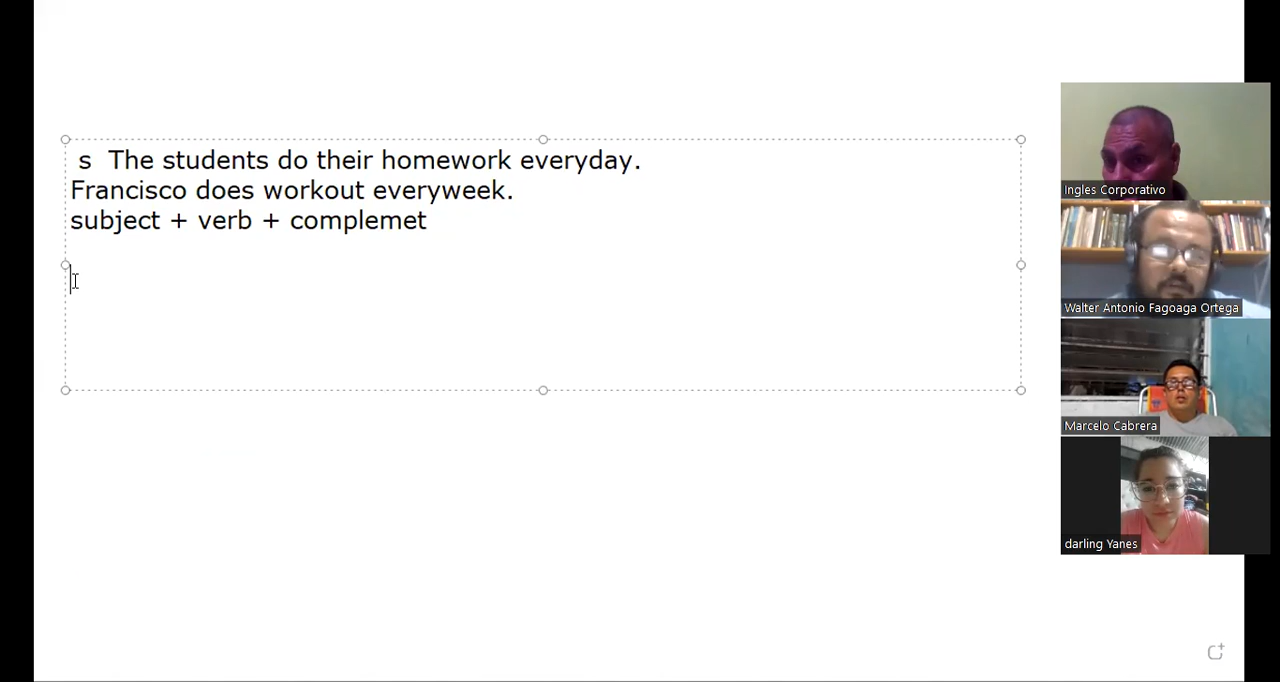 s The students do their homework everyday.
Francisco does workout everyweek.
subject + verb + complemet
Ingles Corporativo
Walter Antonio Fagoaga Ortega
Marcelo Cabrera
darling Yanes